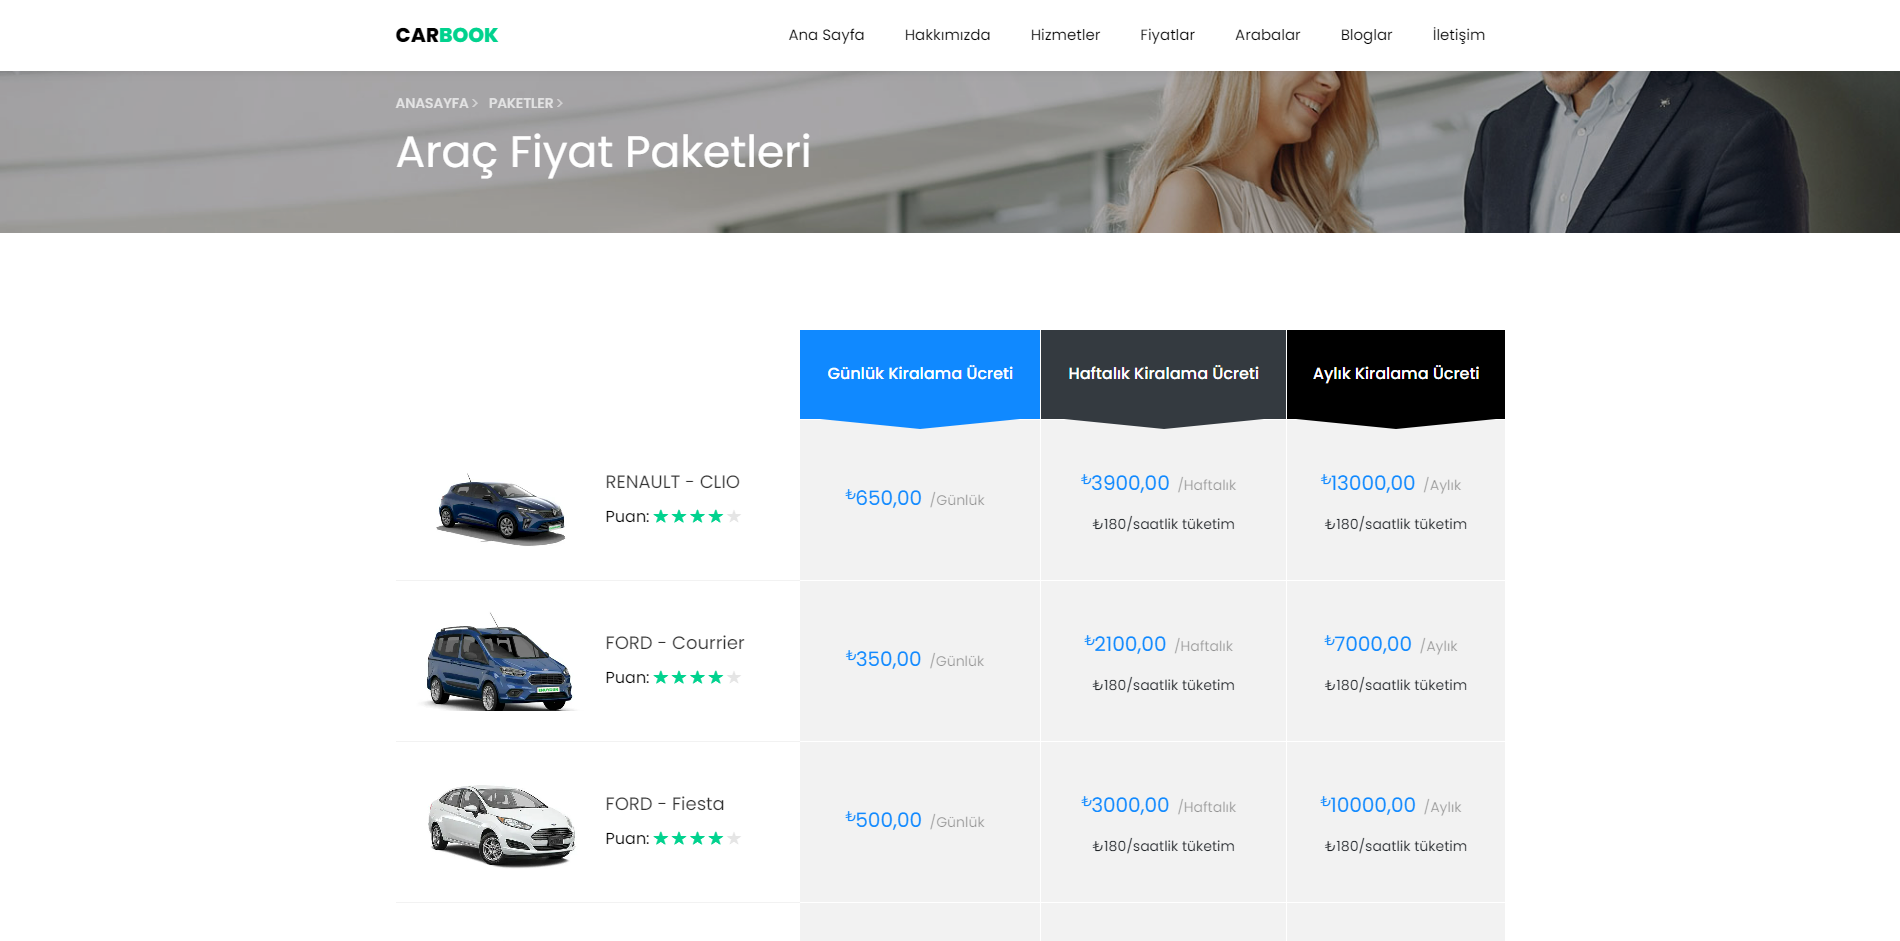 CARBOOK
Ana Sayfa Hakkımızda Hizmetler Fiyatlar Arabalar Bloglar İletişim
ANASAYFA > PAKETLER >
Araç Fiyat Paketleri
Günlük Kiralama Ücreti Haftalık Kiralama Ücreti Aylık Kiralama Ücreti
RENAULT - CLIO
Puan:
₺650,00 /Günlük
₺3900,00 /Haftalık
₺180/saatlik tüketim
₺13000,00 /Aylık
₺180/saatlik tüketim
FORD - Courrier
Puan:
₺350,00 /Günlük
₺2100,00 /Haftalık
₺180/saatlik tüketim
₺7000,00 /Aylık
₺180/saatlik tüketim
FORD - Fiesta
Puan:
₺500,00 /Günlük
₺3000,00 /Haftalık
₺180/saatlik tüketim
₺10000,00 /Aylık
₺180/saatlik tüketim